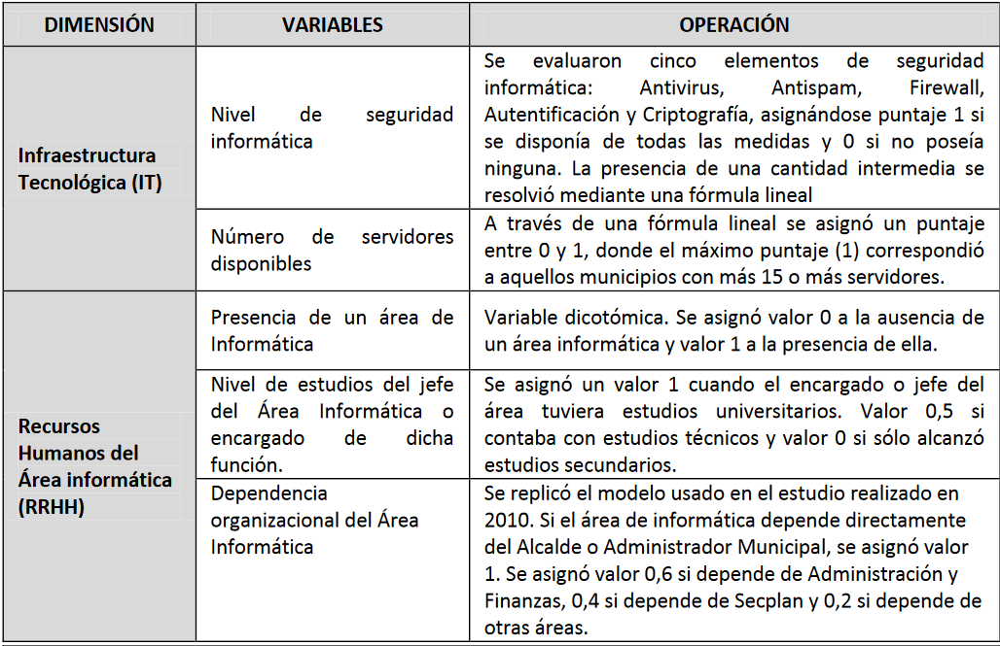 DIMENSIÓN
VARIABLES
OPERACIÓN
Infraestructura
Tecnológica (IT)
Nivel de seguridad
informática
Se evaluaron cinco elementos de seguridad
informática: Antivirus, Antispam, Firewall,
Autentificación y Criptografía, asignándose puntaje 1 si
se disponía de todas las medidas y 0 si no poseía
ninguna. La presencia de una cantidad intermedia se
resolvió mediante una fórmula lineal
Número de servidores
disponibles
A través de una fórmula lineal se asignó un puntaje
entre 0 y 1, donde el máximo puntaje (1) correspondió
a aquellos municipios con más 15 o más servidores.
Recursos
Humanos del
Área informática
(RRHH)
Presencia de un área de
Informática
Variable dicotómica. Se asignó valor 0 a la ausencia de
un área informática y valor 1 a la presencia de ella.
Nivel de estudios del jefe
del Área Informática o
encargado de dicha
función.
Se asignó un valor 1 cuando el encargado o jefe del
área tuviera estudios universitarios. Valor 0,5 si
contaba con estudios técnicos y valor 0 si sólo alcanzó
estudios secundarios.
Dependencia
organizacional del Área
Informática
Se replicó el modelo usado en el estudio realizado en
2010. Si el área de informática depende directamente
del Alcalde o Administrador Municipal, se asignó valor
1. Se asignó valor 0,6 si depende de Administración y
Finanzas, 0,4 si depende de Secplan y 0,2 si depende de
otras áreas.